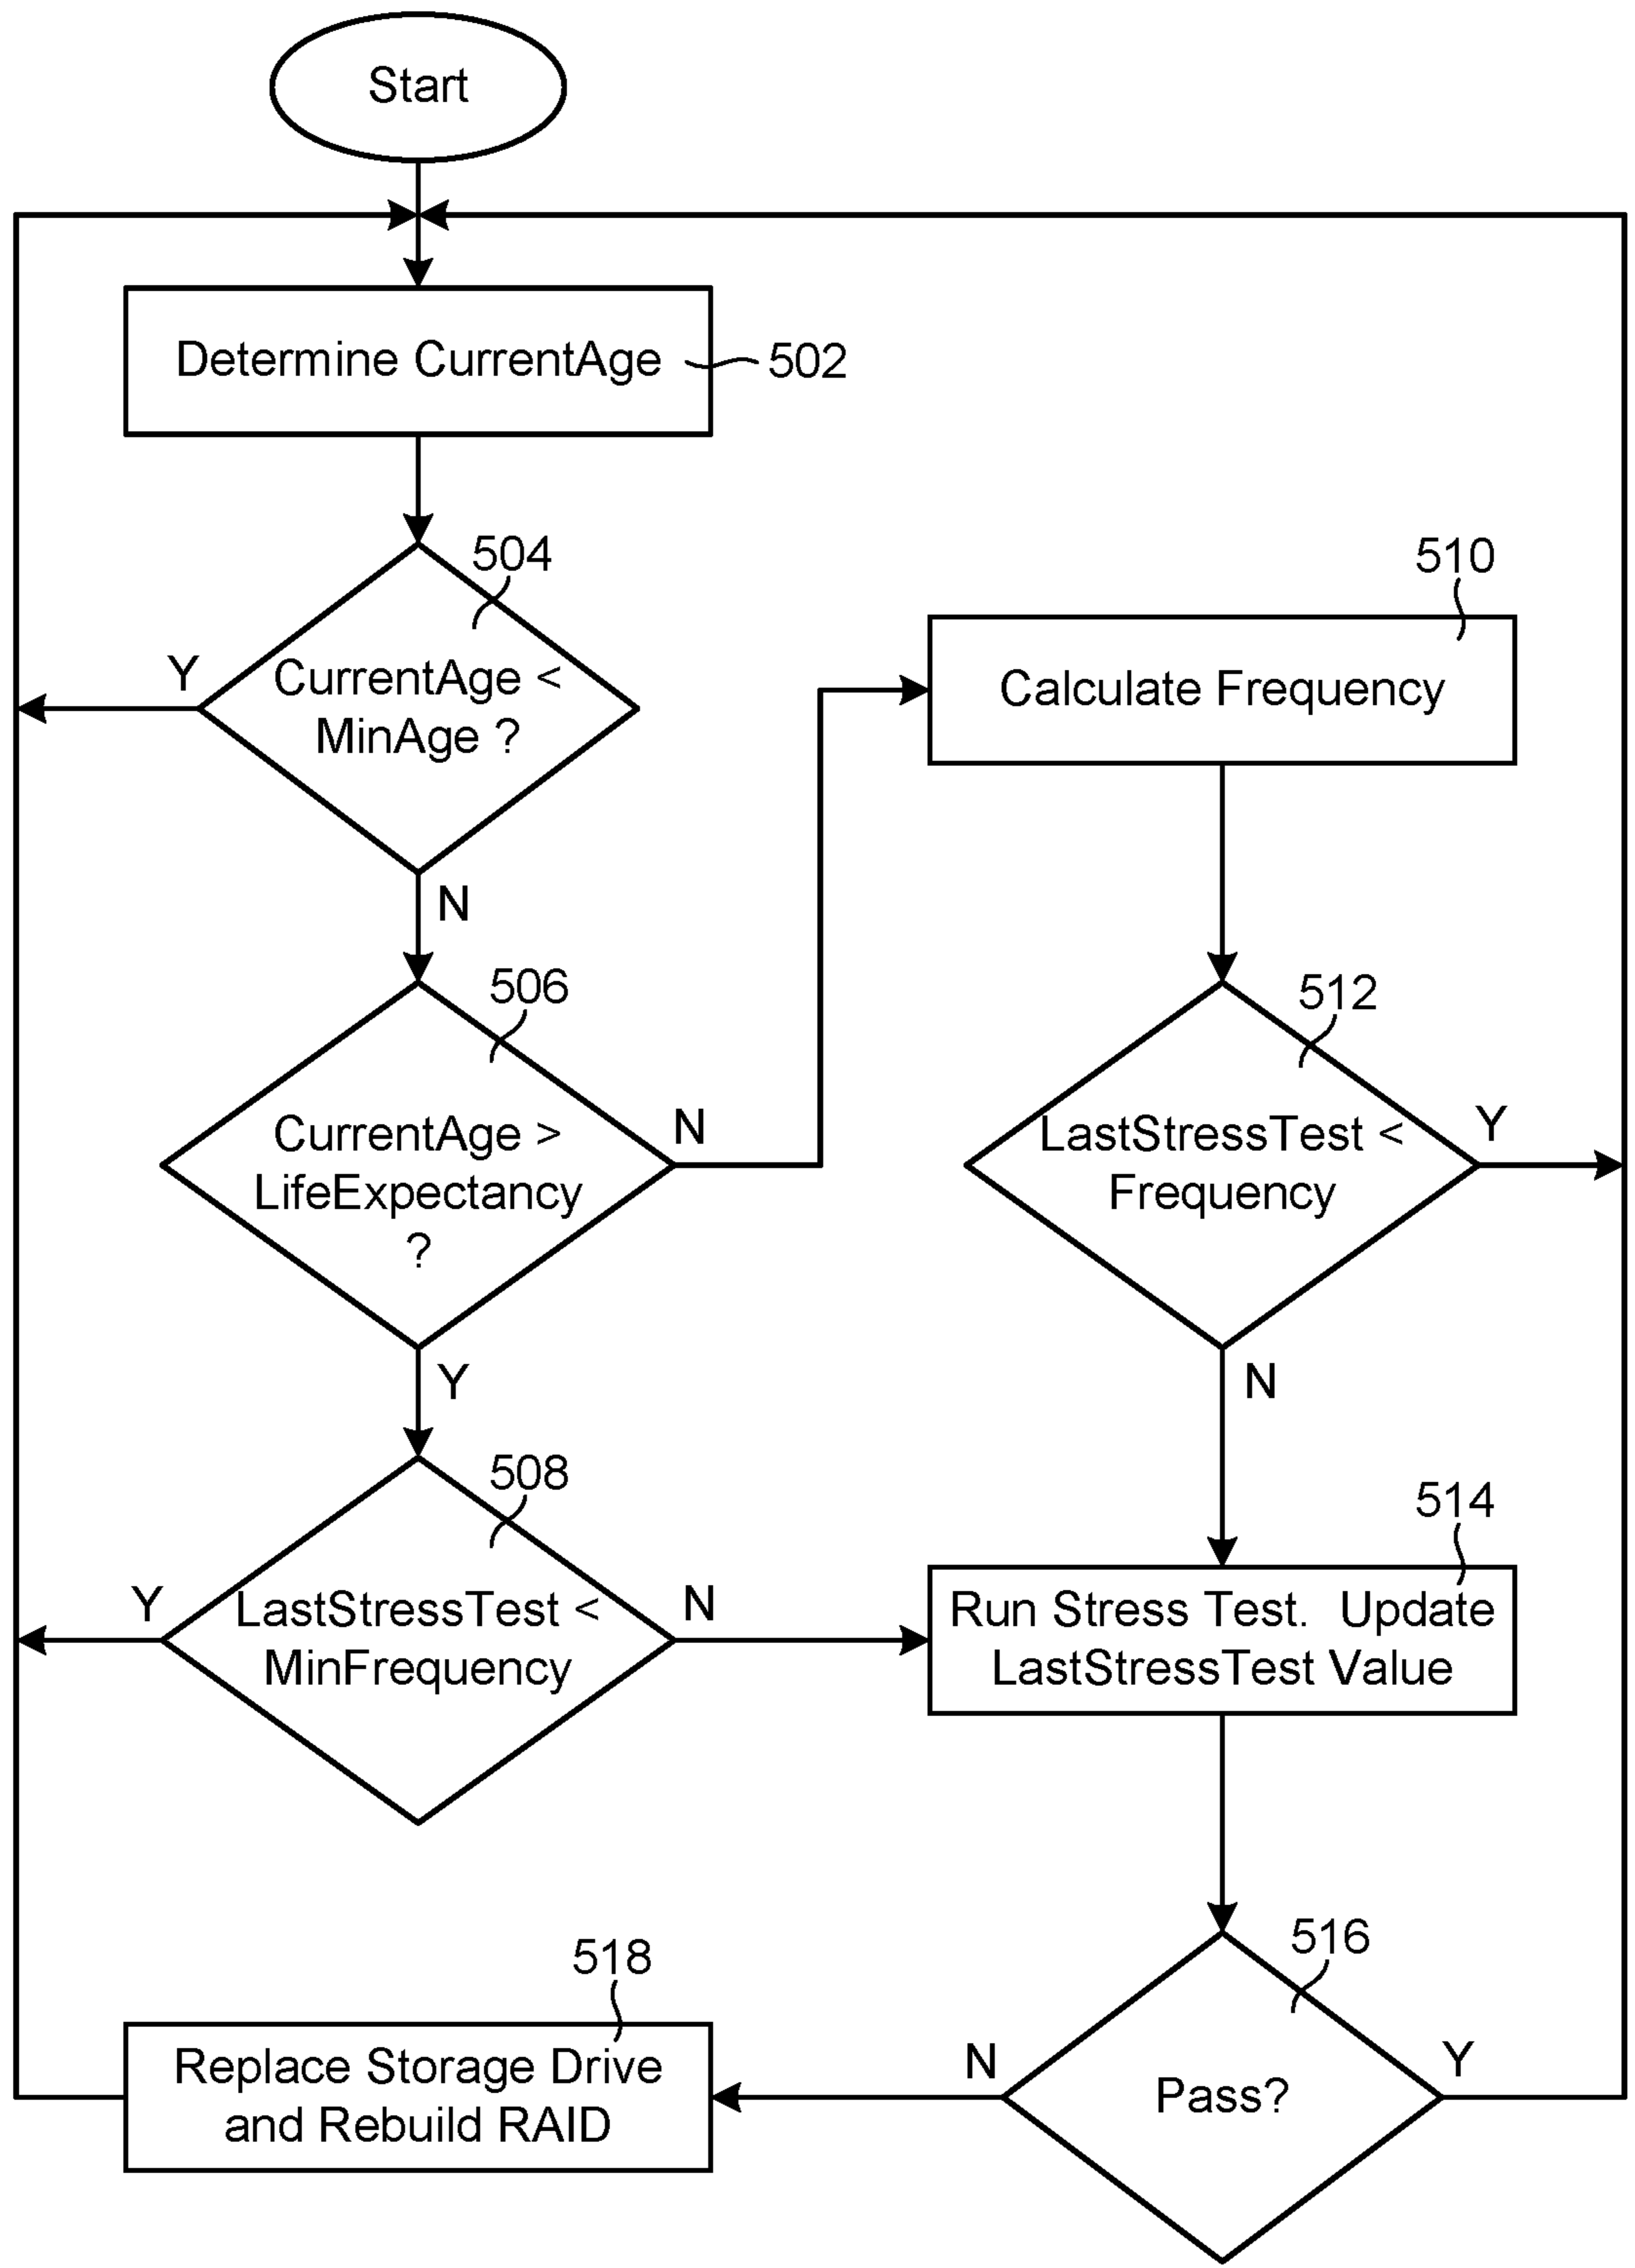 Start
Determine CurrentAge
502
504
Y
CurrentAge <
MinAge ?
N
510
Calculate Frequency
506
CurrentAge >
LifeExpectancy
?
N
Y
512
LastStressTest <
Frequency
Y
N
508
Y
LastStressTest <
MinFrequency
N
514
Run Stress Test.  Update
LastStressTest Value
516
Pass?
N
Y
518
Replace Storage Drive
and Rebuild RAID